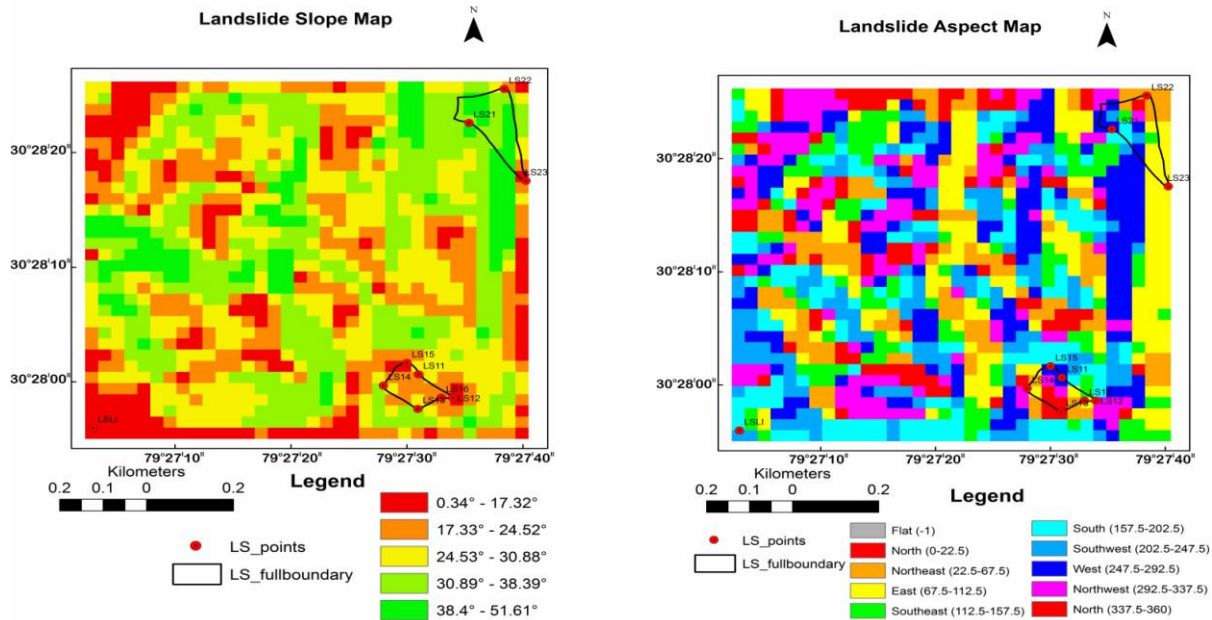 Landslide Slope Map
N
LS22
LS21
LS23
30°28'20"
30°28'10"
30°28'00"
LS15
LS11
LS14
LS16
LS12
LS13
LSLI
79°27'10" 79°27'20" 79°27'30" 79°27'40"
Kilometers
0.2 0.1 0 0.2
Legend
LS_points
LS_fullboundary
0.34° - 17.32°
17.33° - 24.52°
24.53° - 30.88°
30.89° - 38.39°
38.4° - 51.61°
Landslide Aspect Map
N
LS22
LS21
LS23
30°28'20"
30°28'10"
30°28'00"
LS15
LS11
LS14
LS1
LS12
LSLI
79°27'10" 79°27'20" 79°27'30" 79°27'40"
Kilometers
0.2 0.1 0 0.2
Legend
LS_points
LS_fullboundary
Flat (-1)
North (0-22.5)
Northeast (22.5-67.5)
East (67.5-112.5)
Southeast (112.5-157.5)
South (157.5-202.5)
Southwest (202.5-247.5)
West (247.5-292.5)
Northwest (292.5-337.5)
North (337.5-360)